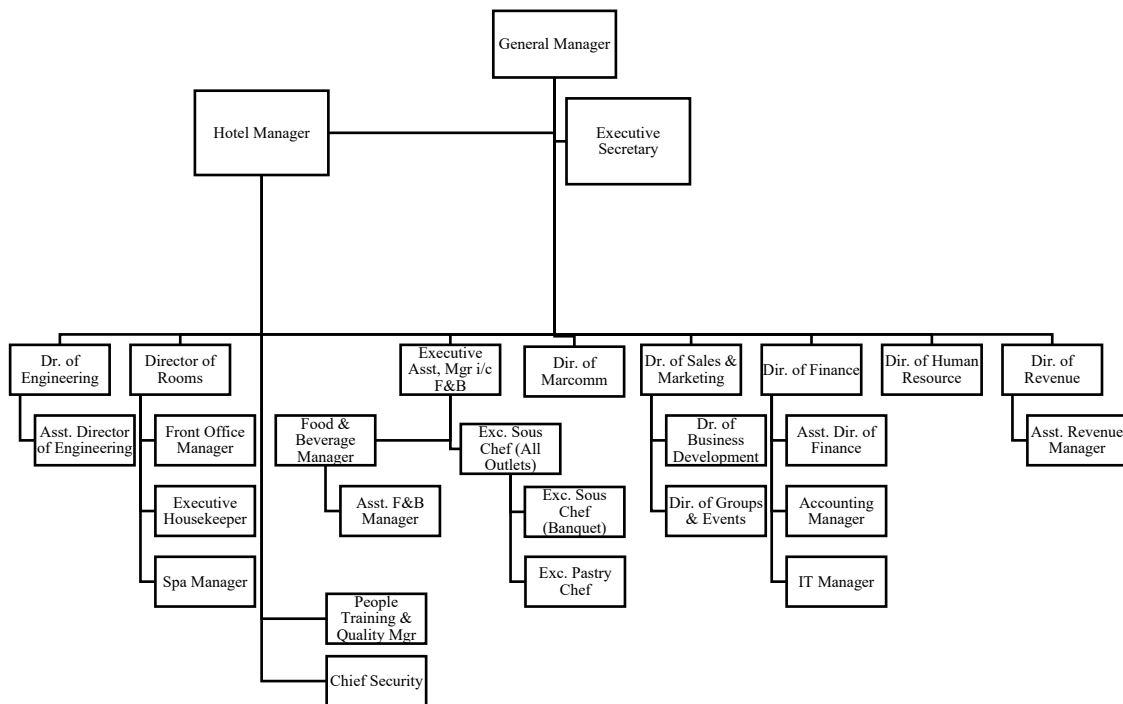 General Manager
Hotel Manager
Executive
Secretary
Dr. of
Engineering
Director of
Rooms
Executive
Asst, Mgr i/c
F&B
Dir. of
Marcomm
Dr. of Sales &
Marketing
Dir. of Finance
Dir. of Human
Resource
Dir. of
Revenue
Asst. Director
of Engineering
Front Office
Manager
Food &
Beverage
Manager
Exc. Sous
Chef (All
Outlets)
Dr. of
Business
Development
Asst. Dir. of
Finance
Asst. Revenue
Manager
Executive
Housekeeper
Asst. F&B
Manager
Exc. Sous
Chef
(Banquet)
Dir. of Groups
& Events
Accounting
Manager
Spa Manager
Exc. Pastry
Chef
IT Manager
People
Training &
Quality Mgr
Chief Security